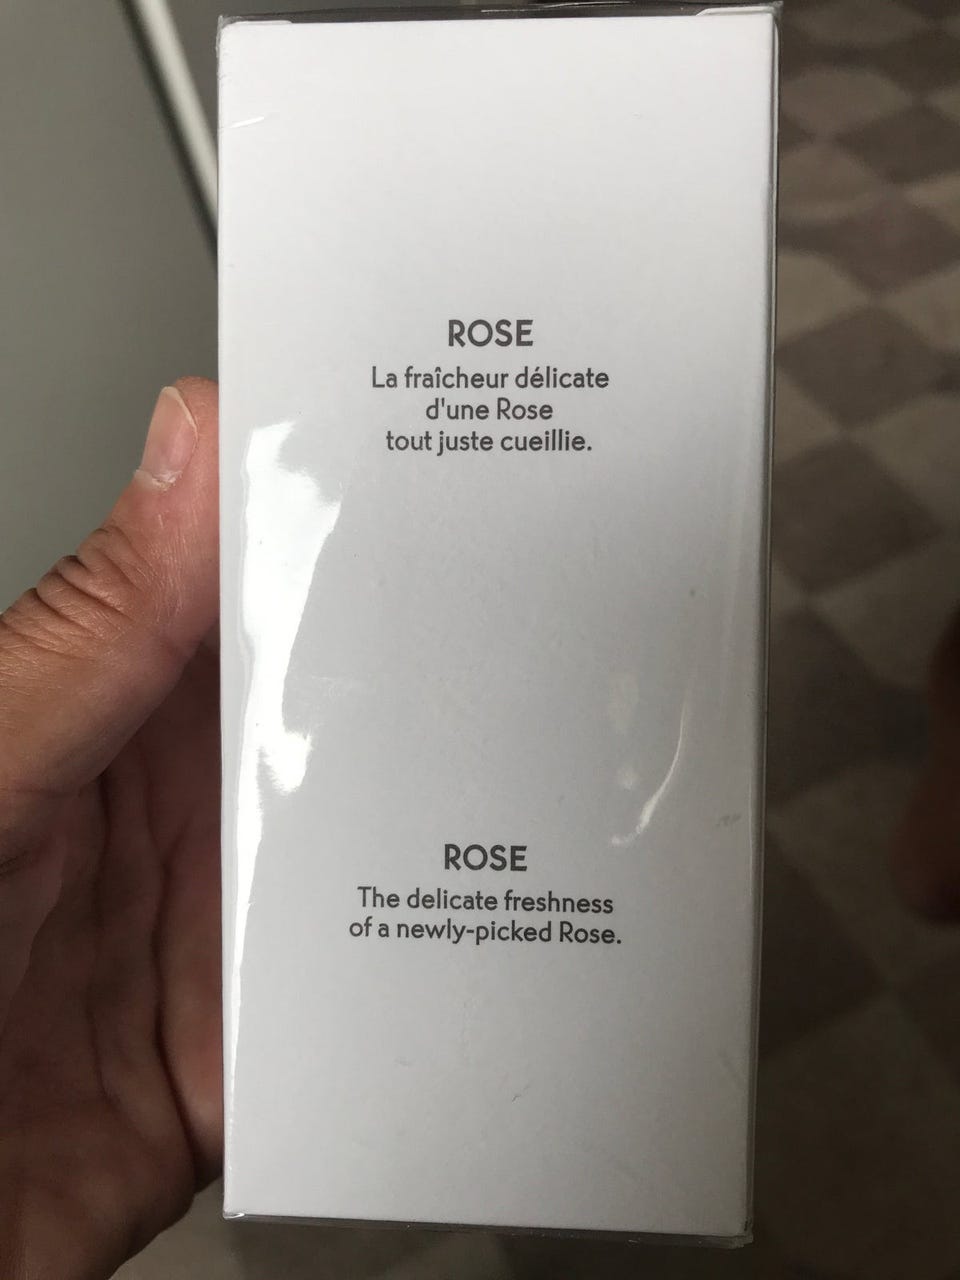 ROSE
La fraîcheur délicate
d'une Rose
tout juste cueillie.
ROSE
The delicate freshness
of a newly-picked Rose.